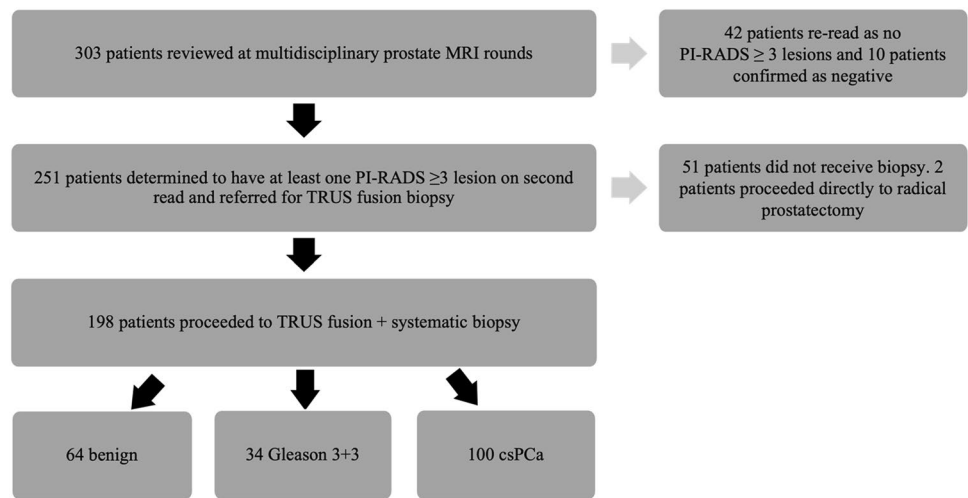 303 patients reviewed at multidisciplinary prostate MRI rounds
42 patients re-read as no
PI-RADS ≥ 3 lesions and 10 patients
confirmed as negative
251 patients determined to have at least one PI-RADS ≥3 lesion on second
read and referred for TRUS fusion biopsy
51 patients did not receive biopsy. 2
patients proceeded directly to radical
prostatectomy
198 patients proceeded to TRUS fusion + systematic biopsy
64 benign
34 Gleason 3+3
100 csPCa